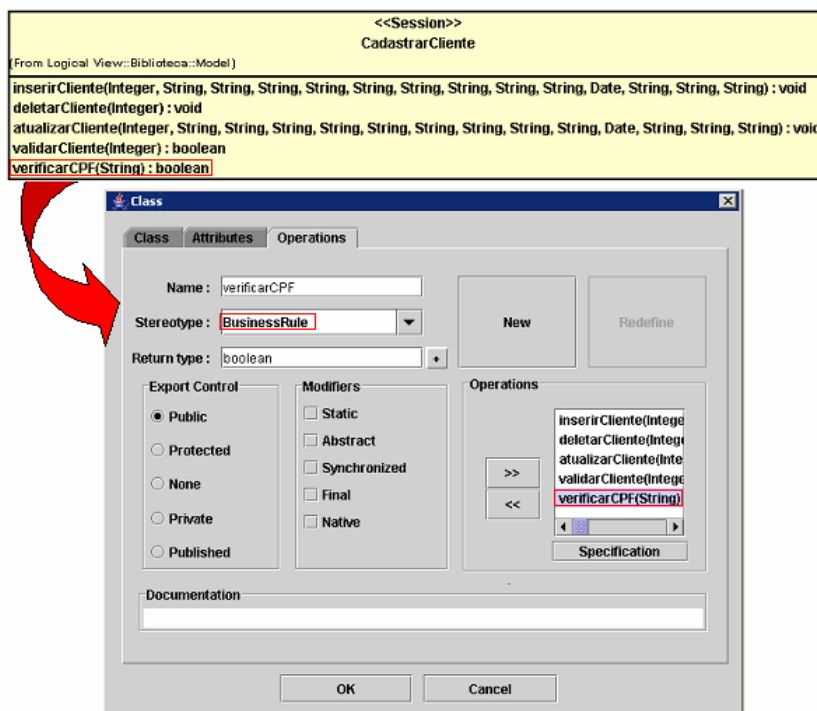 <<Session>>
CadastrarCliente
(From Logical View::Biblioteca::Model)
inserirCliente(Integer, String, String, String, String, String, String, String, String, String, Date, String, String, String) : void
deletarCliente(Integer) : void
atualizarCliente(Integer, String, String, String, String, String, String, String, String, String, Date, String, String, String) : voi
validarCliente(Integer) : boolean
verificarCPF(String) : boolean
Class
Class Attributes Operations
Name : verificarCPF
Stereotype : BusinessRule
New Redefine
Return type : boolean +
Export Control Modifiers Operations
Public Static
Protected Abstract
None Synchronized
Private Final
Published Native
>>
<<
inserirCliente(Intege
deletarCliente(Intege
atualizarCliente(Inte
validarCliente(Intege
verificarCPF(String)
Specification
Documentation
OK Cancel